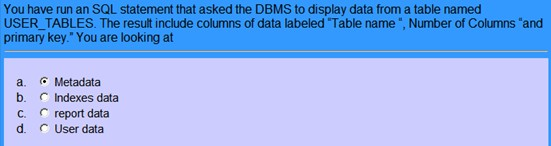 You have run an SQL statement that asked the DBMS to display data from a table named
USER_TABLES. The result include columns of data labeled "Table name ", Number of Columns "and
primary key." You are looking at
a. Metadata
b. Indexes data
c. report data
d. User data